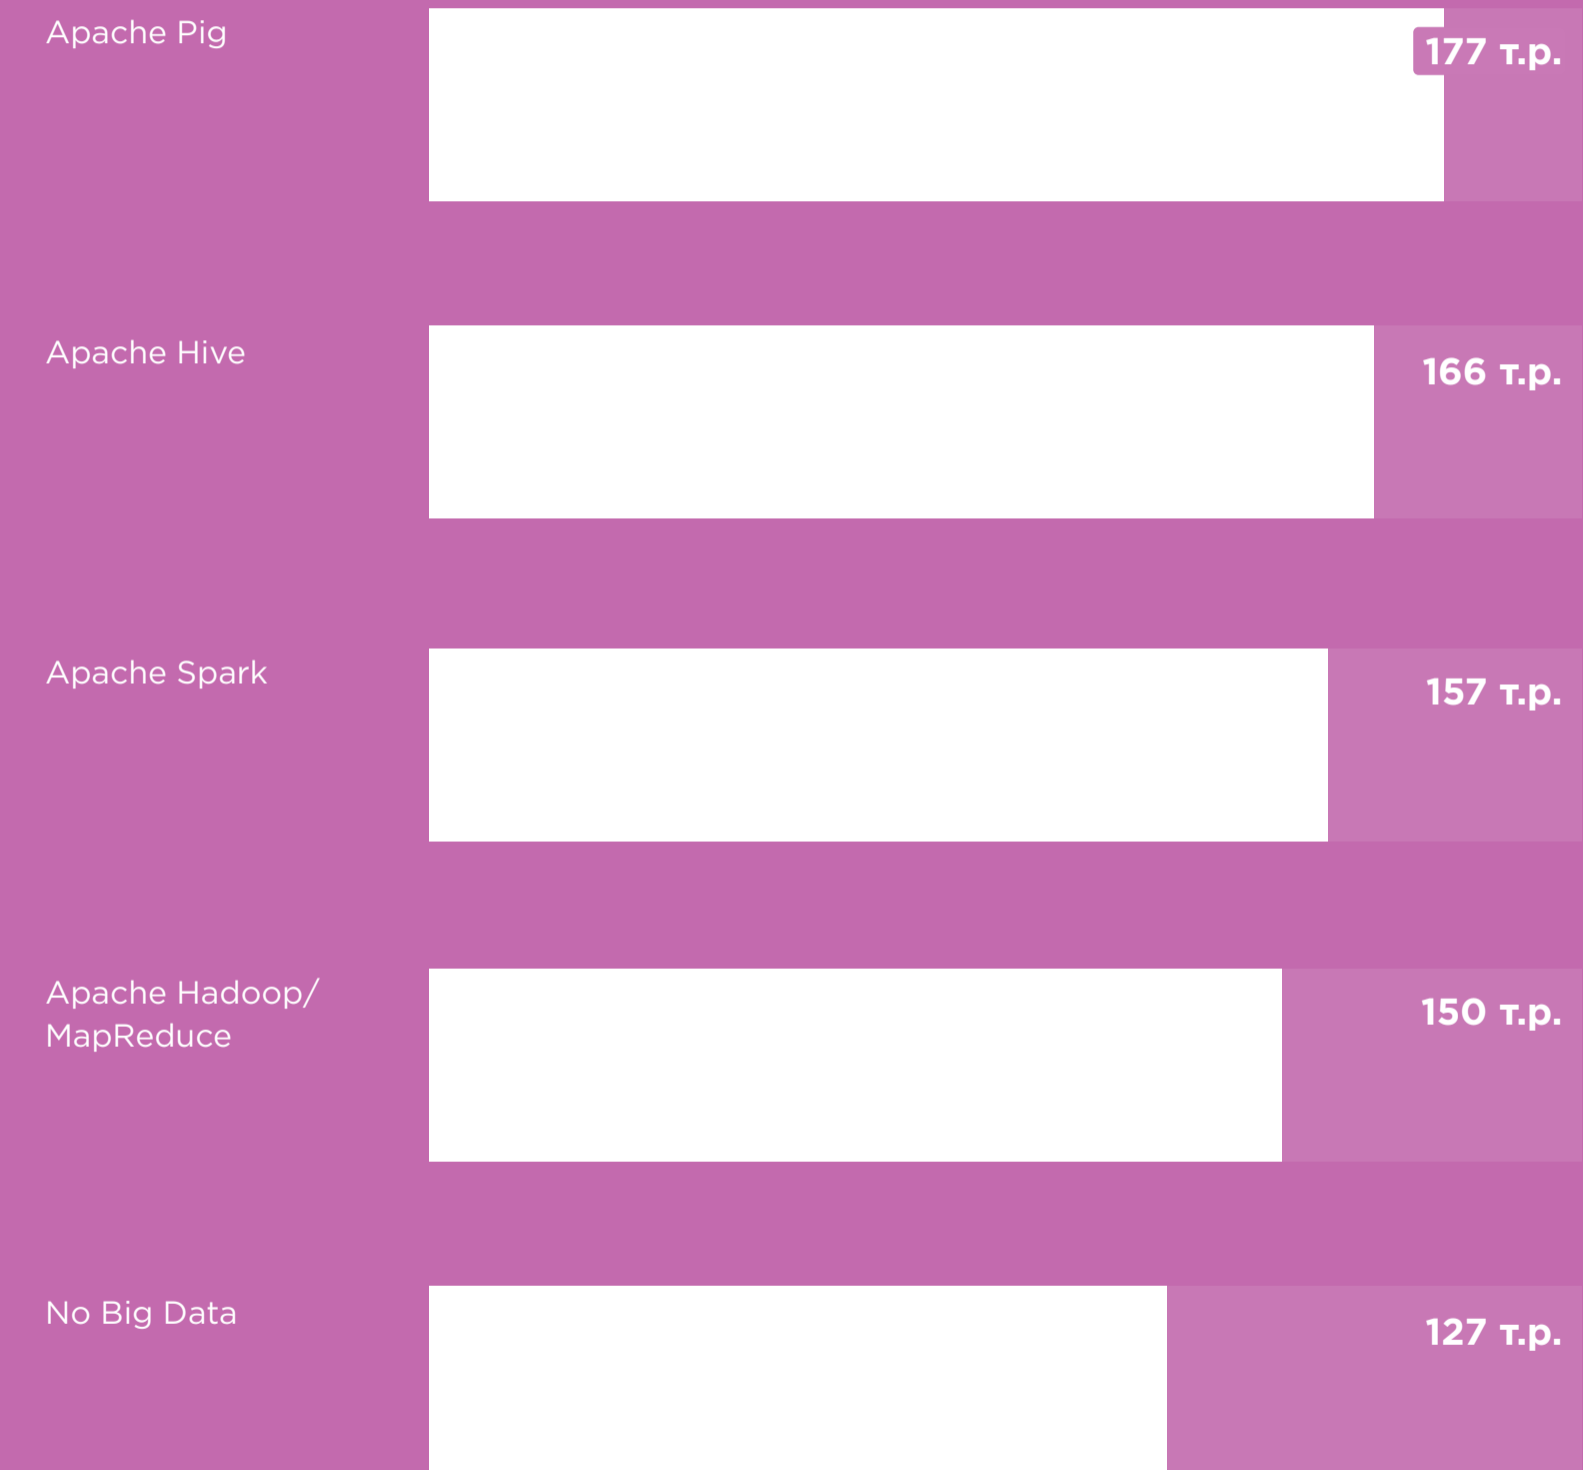 Apache Pig
177 т.р.
Apache Hive
166 т.р.
Apache Spark
157 т.р.
Apache Hadoop/
MapReduce
150 т.р.
No Big Data
127 т.р.